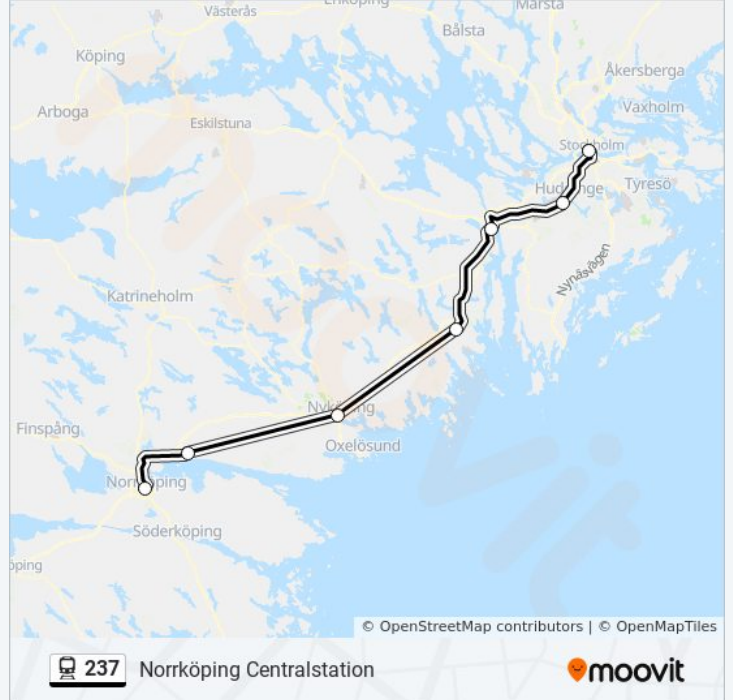 Enköping
Märsta
Västerås
Bålsta
Köping
Åkersberga
Arboga
Vaxholm
Eskilstuna
Stockholm
Huddinge
Tyresö
Nynäsvägen
Katrineholm
Nyköping
Finspång
Oxelösund
Norrköping
Söderköping
öping
© OpenStreetMap contributors | © OpenMapTiles
237 Norrköping Centralstation
moovit